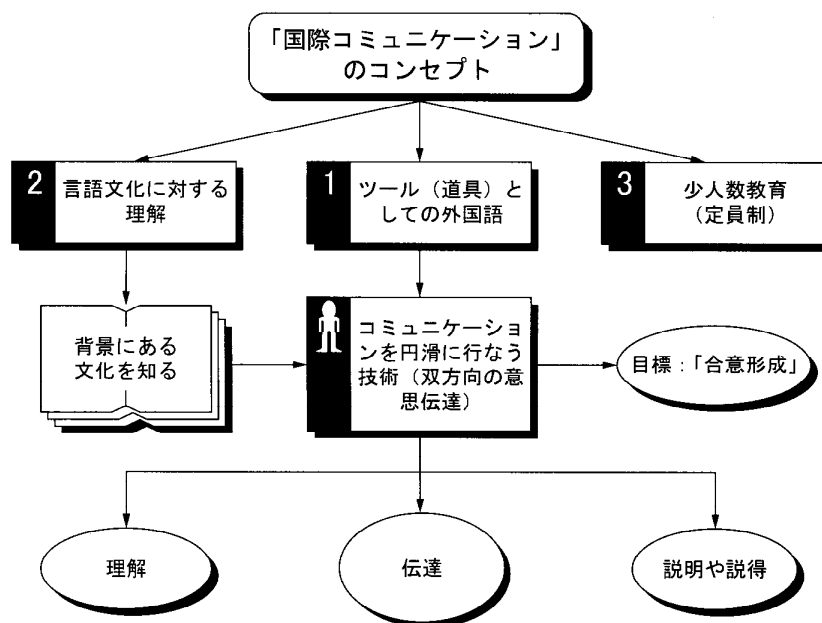 「国際コミュニケーション」
のコンセプト
2
言語文化に対する
理解
1
ツール（道具）と
しての外国語
3
少人数教育
（定員制）
背景にある
文化を知る
コミュニケーショ
ンを円滑に行なう
技術（双方向の意
思伝達）
目標：「合意形成」
理解
伝達
説明や説得